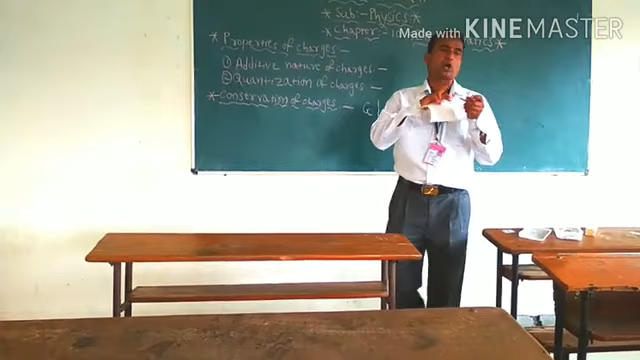 * Sub:- Physics *
Made with KINEMASTER
* Chapter:-
* Properties of charges -
① Additive nature of charges -
② Quantization of charges -
* Conservation of charges -